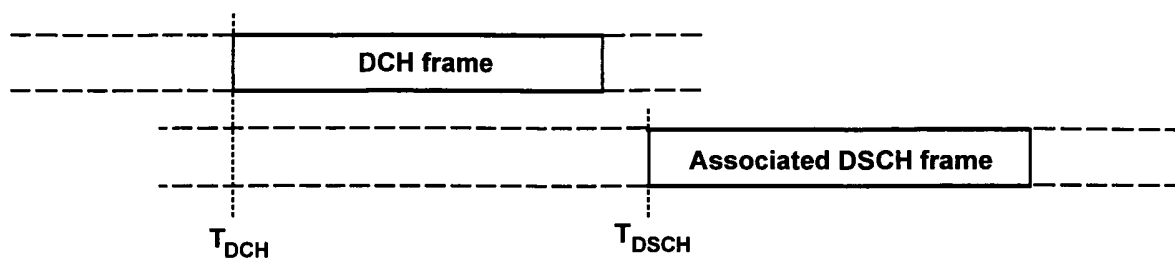 DCH frame
Associated DSCH frame
T_DCH
T_DSCH